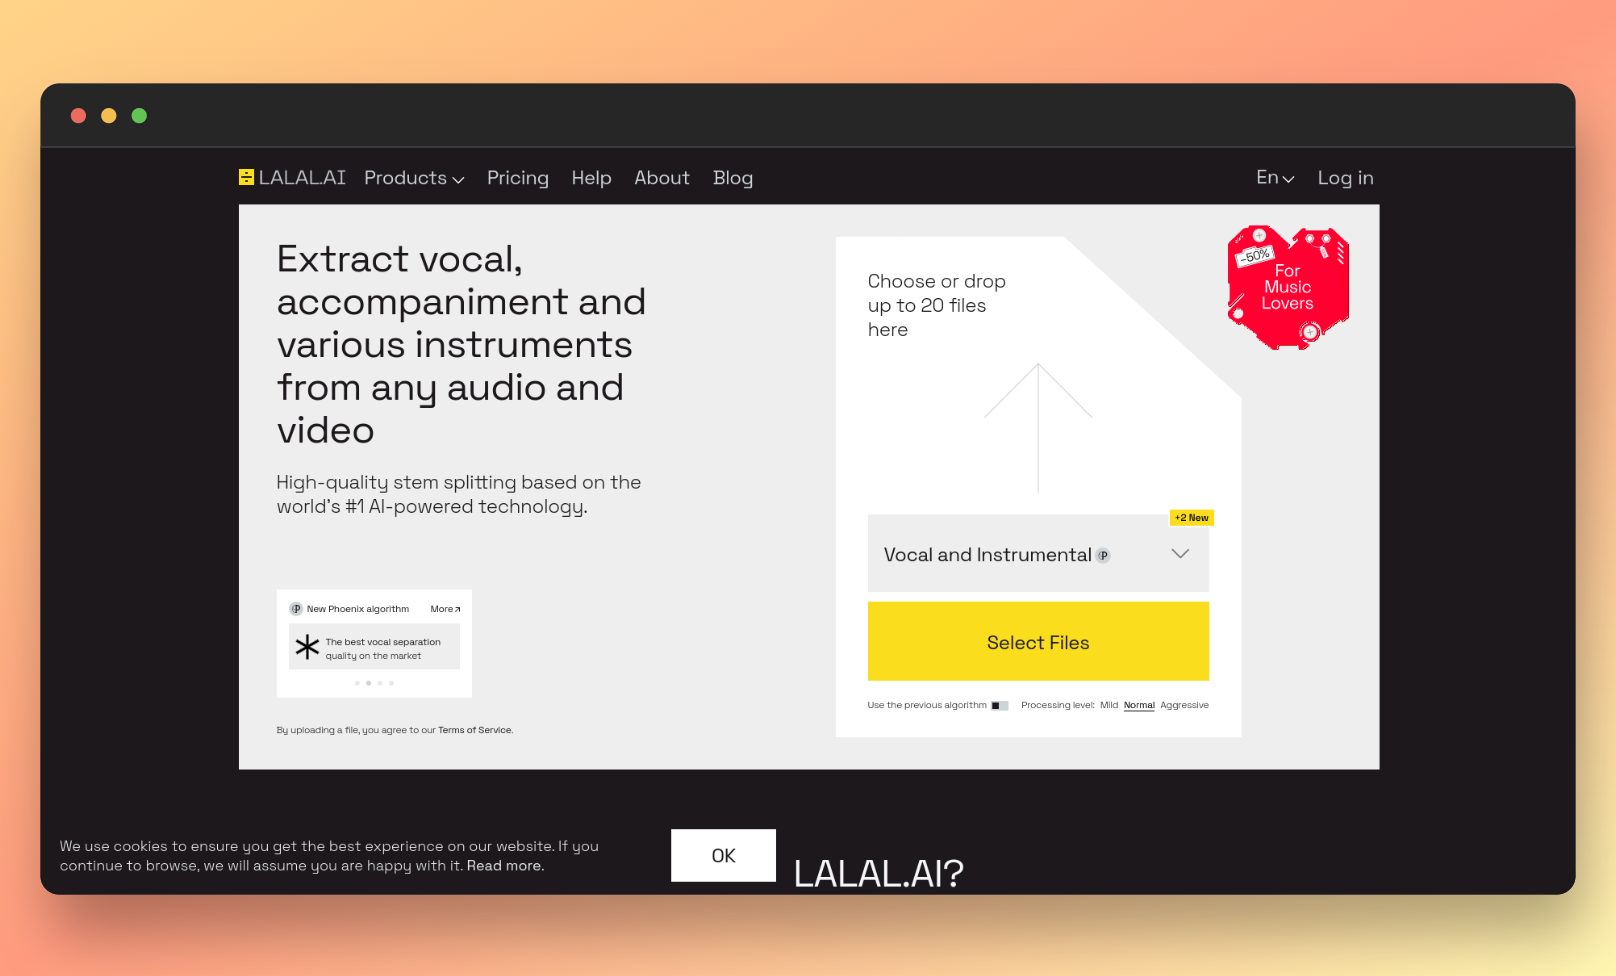 LALAL.AI Products Pricing Help About Blog En Log in
Extract vocal,
accompaniment and
various instruments
from any audio and
video
High-quality stem splitting based on the
world's #1 AI-powered technology.
P New Phoenix algorithm More
The best vocal separation
quality on the market
By uploading a file, you agree to our Terms of Service.
Choose or drop
up to 20 files
here
+2 New
Vocal and Instrumental P
Select Files
Use the previous algorithm Processing level: Mild Normal Aggressive
-50%
For
Music
Lovers
We use cookies to ensure you get the best experience on our website. If you
continue to browse, we will assume you are happy with it. Read more.
OK
LALAL.AI?